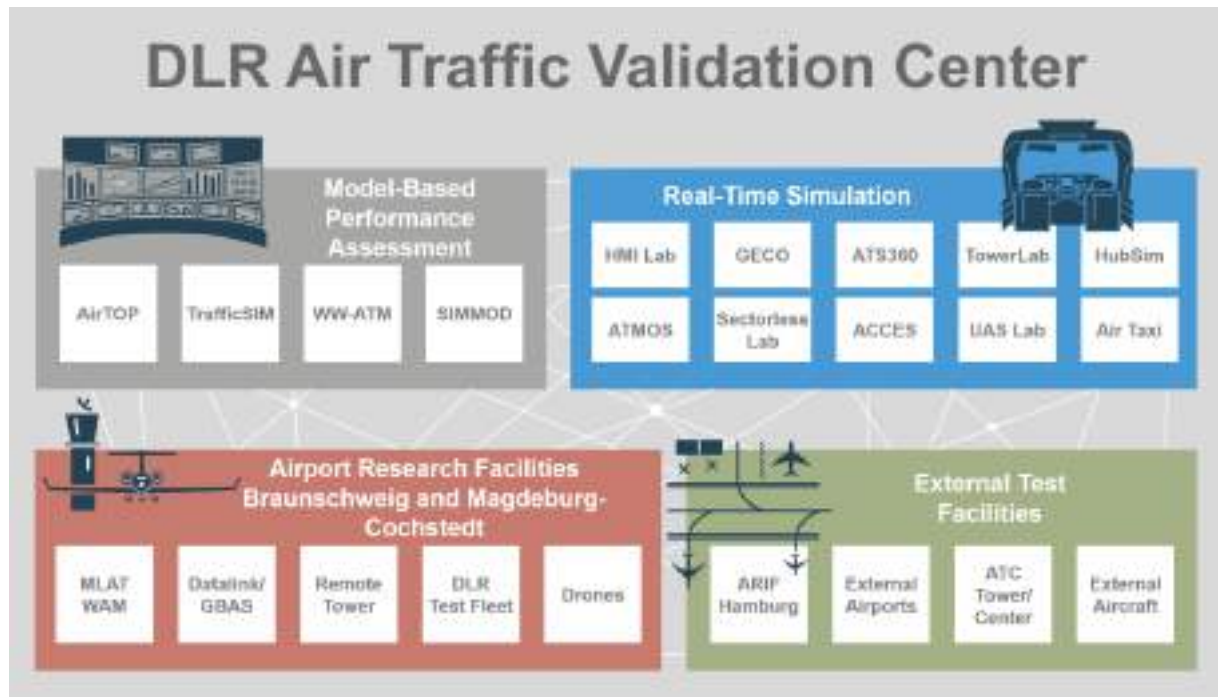 DLR Air Traffic Validation Center
Model-Based
Performance
Assessment
AirTOP
TrafficSIM
WW-ATM
SIMMOD
Real-Time Simulation
HMI Lab
GECO
ATS360
TowerLab
HubSim
ATMOS
Sectorless
Lab
ACCES
UAS Lab
Air Taxi
Airport Research Facilities
Braunschweig and Magdeburg-
Cochstedt
MLAT
WAM
Datalink/
GBAS
Remote
Tower
DLR
Test Fleet
Drones
External Test
Facilities
ARIF
Hamburg
External
Airports
ATC
Tower/
Center
External
Aircraft